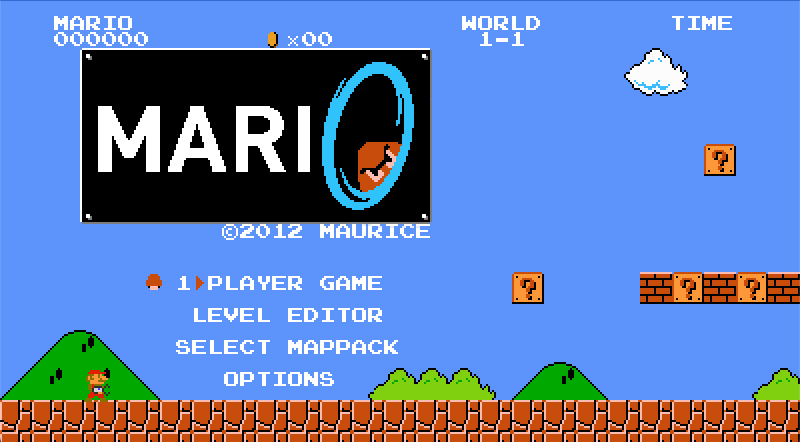 MARIO
000000
×00
WORLD
1-1
TIME
MARIO
©2012 MAURICE
1 PLAYER GAME
LEVEL EDITOR
SELECT MAPPACK
OPTIONS
?
?
? ?